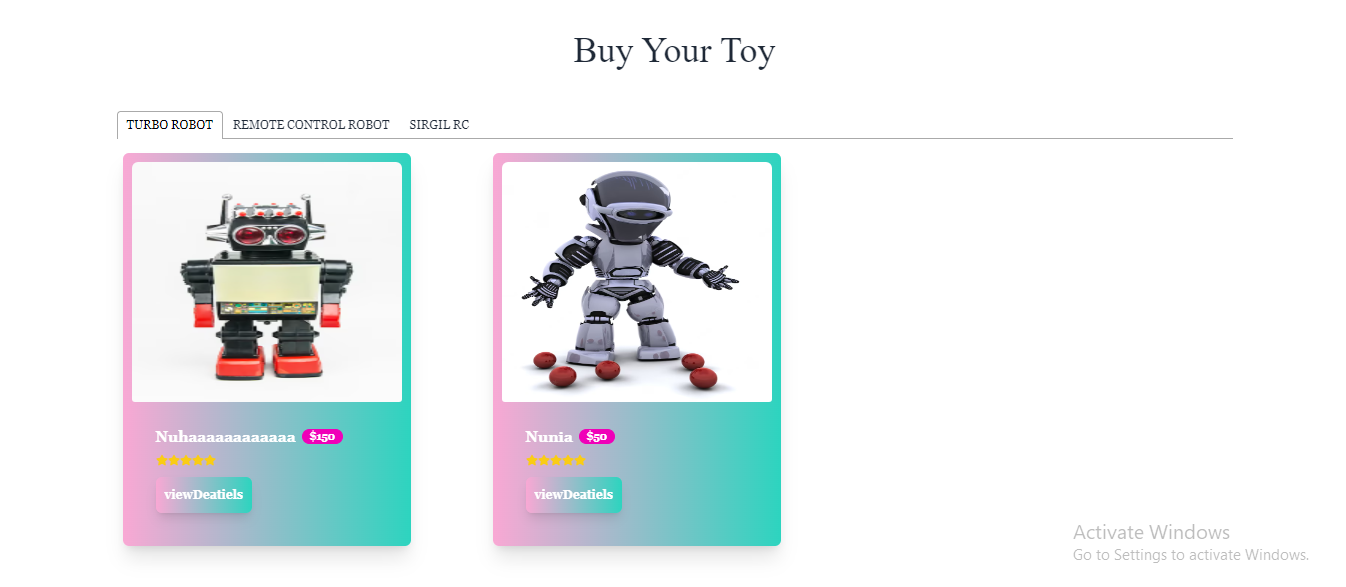 Buy Your Toy
TURBO ROBOT REMOTE CONTROL ROBOT SIRGIL RC
Nuhaaaaaaaaaaaa $150
viewDeatiels
Nunia $50
viewDeatiels
Activate Windows
Go to Settings to activate Windows.